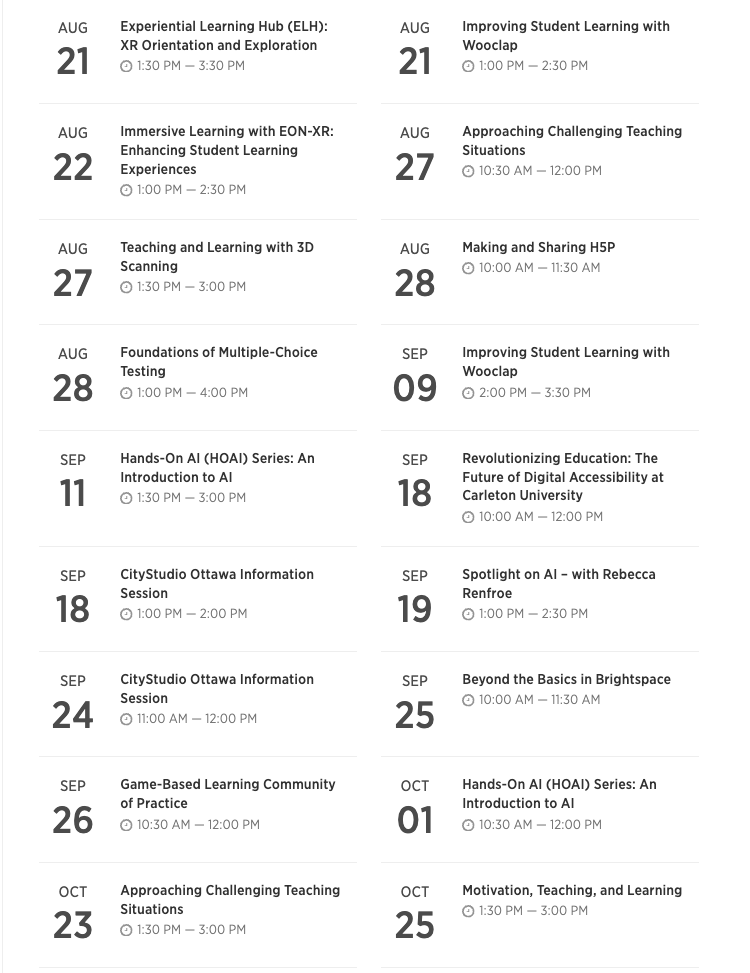 AUG
21
Experiential Learning Hub (ELH):
XR Orientation and Exploration
1:30 PM — 3:30 PM
AUG
21
Improving Student Learning with
Wooclap
1:00 PM — 2:30 PM
AUG
22
Immersive Learning with EON-XR:
Enhancing Student Learning
Experiences
1:00 PM — 2:30 PM
AUG
27
Approaching Challenging Teaching
Situations
10:30 AM — 12:00 PM
AUG
27
Teaching and Learning with 3D
Scanning
1:30 PM — 3:00 PM
AUG
28
Making and Sharing H5P
10:00 AM — 11:30 AM
AUG
28
Foundations of Multiple-Choice
Testing
1:00 PM — 4:00 PM
SEP
09
Improving Student Learning with
Wooclap
2:00 PM — 3:30 PM
SEP
11
Hands-On AI (HOAI) Series: An
Introduction to AI
1:30 PM — 3:00 PM
SEP
18
Revolutionizing Education: The
Future of Digital Accessibility at
Carleton University
10:00 AM — 12:00 PM
SEP
18
CityStudio Ottawa Information
Session
1:00 PM — 2:00 PM
SEP
19
Spotlight on AI – with Rebecca
Renfroe
1:00 PM — 2:30 PM
SEP
24
CityStudio Ottawa Information
Session
11:00 AM — 12:00 PM
SEP
25
Beyond the Basics in Brightspace
10:00 AM — 11:30 AM
SEP
26
Game-Based Learning Community
of Practice
10:30 AM — 12:00 PM
OCT
01
Hands-On AI (HOAI) Series: An
Introduction to AI
10:30 AM — 12:00 PM
OCT
23
Approaching Challenging Teaching
Situations
1:30 PM — 3:00 PM
OCT
25
Motivation, Teaching, and Learning
1:30 PM — 3:00 PM